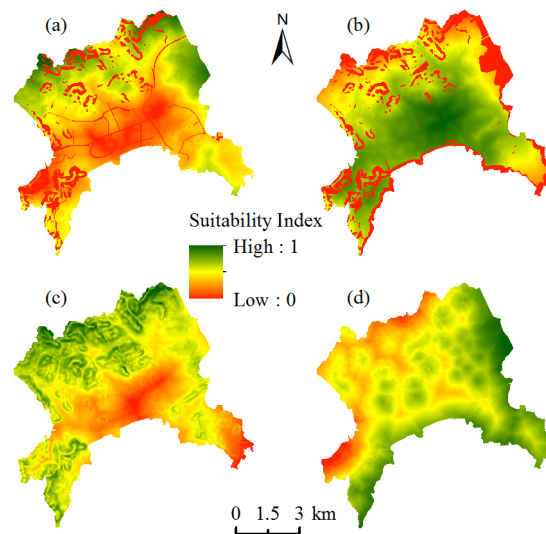 (a)
N
(b)
Suitability Index
High : 1
Low : 0
(c)
(d)
0 1.5 3 km